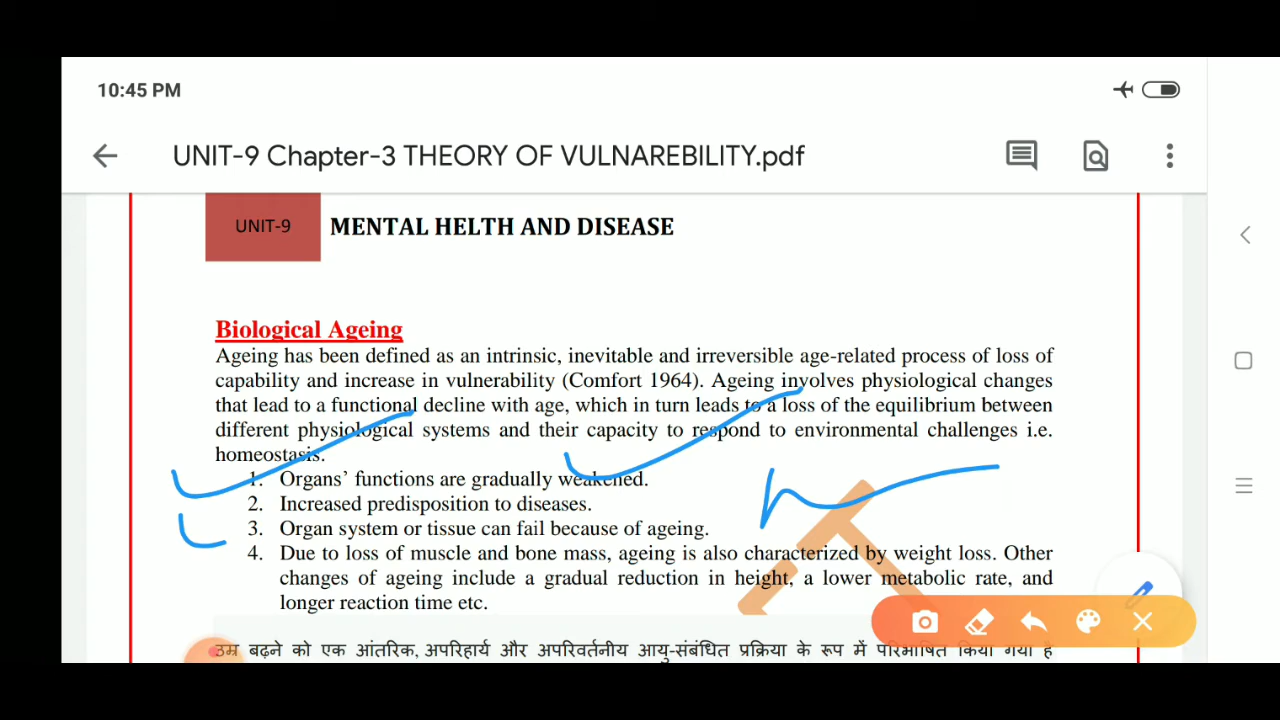 10:45 PM
UNIT-9 Chapter-3 THEORY OF VULNAREBILITY.pdf
UNIT-9
MENTAL HELTH AND DISEASE
Biological Ageing
Ageing has been defined as an intrinsic, inevitable and irreversible age-related process of loss of
capability and increase in vulnerability (Comfort 1964). Ageing involves physiological changes
that lead to a functional decline with age, which in turn leads to a loss of the equilibrium between
different physiological systems and their capacity to respond to environmental challenges i.e.
homeostasis.
1. Organs’ functions are gradually weakened.
2. Increased predisposition to diseases.
3. Organ system or tissue can fail because of ageing.
4. Due to loss of muscle and bone mass, ageing is also characterized by weight loss. Other
changes of ageing include a gradual reduction in height, a lower metabolic rate, and
longer reaction time etc.
उम्र बढ़ने को एक आंतरिक, अपरिहार्य और अपरिवर्तनीय आयु-संबंधित प्रक्रिया के रूप में परिभाषित किया गया है